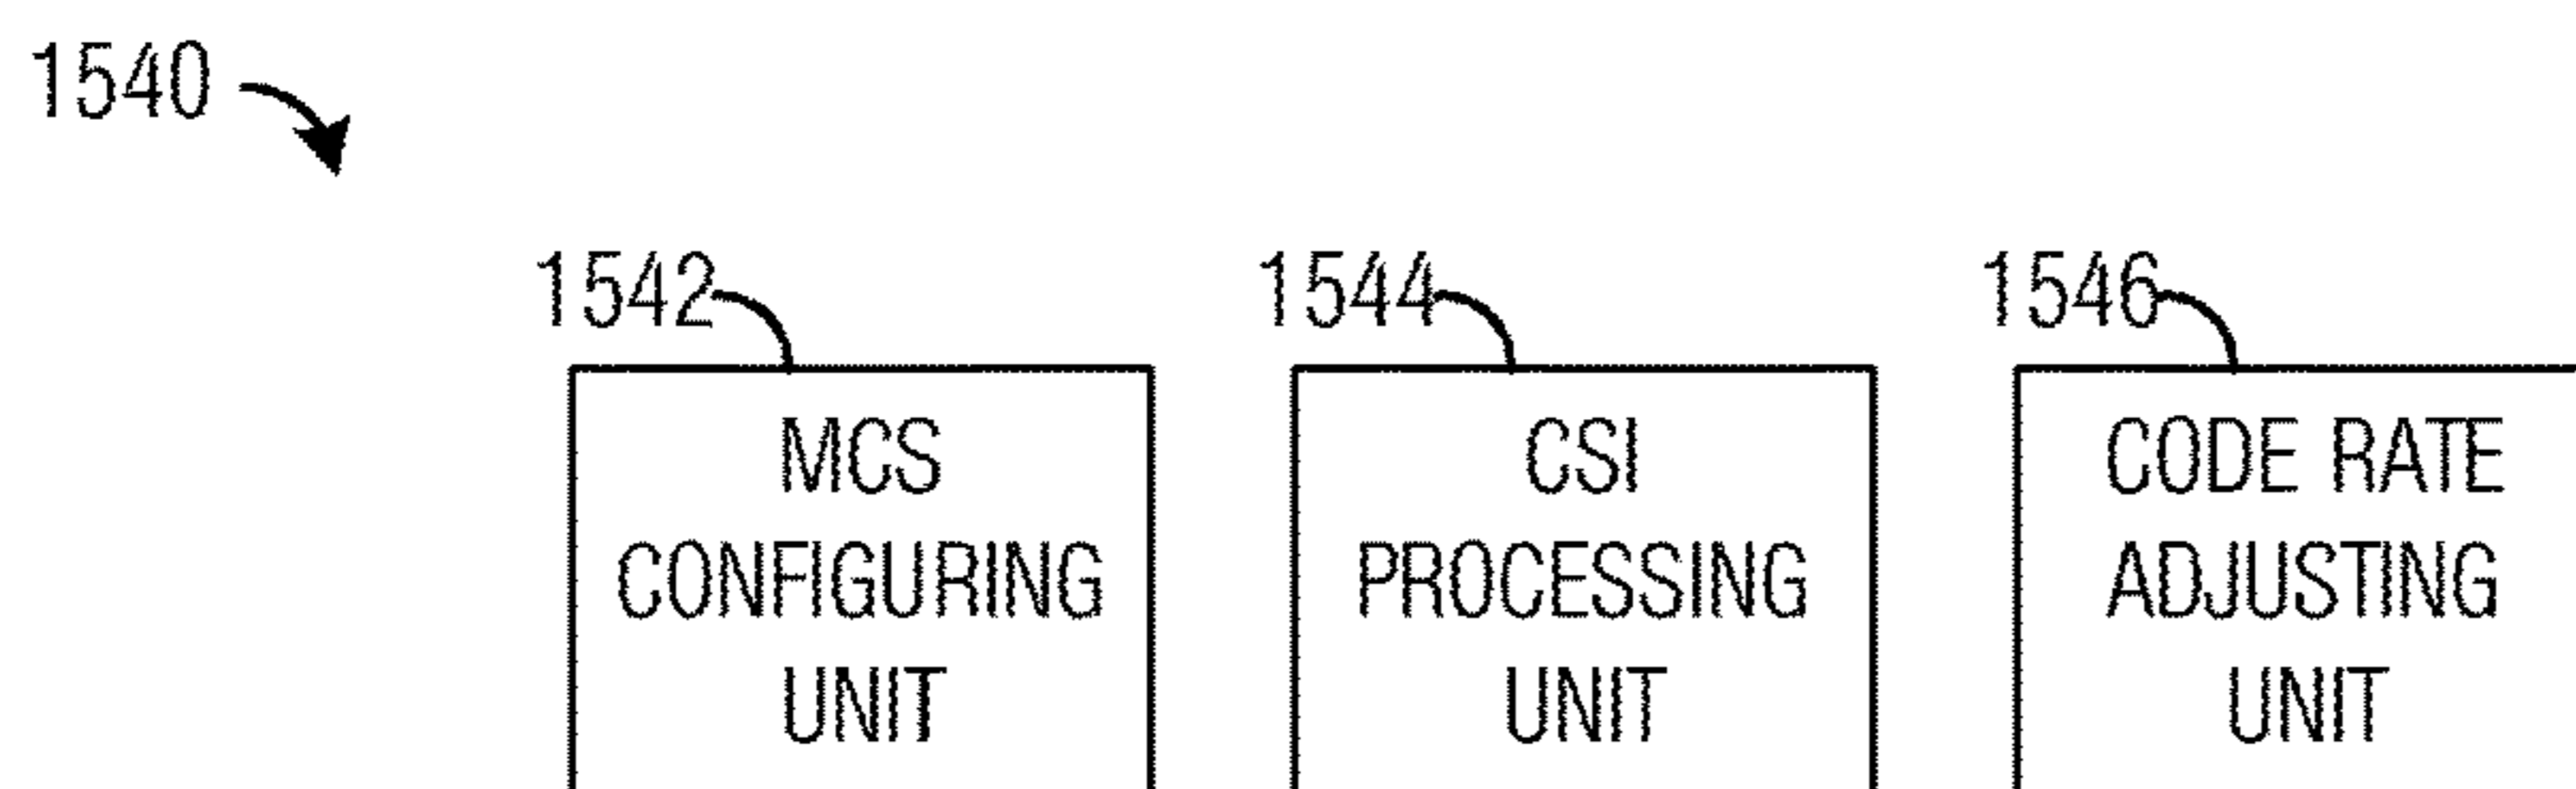 1540
1542
1544
1546
MCS
CONFIGURING
UNIT
CSI
PROCESSING
UNIT
CODE RATE
ADJUSTING
UNIT